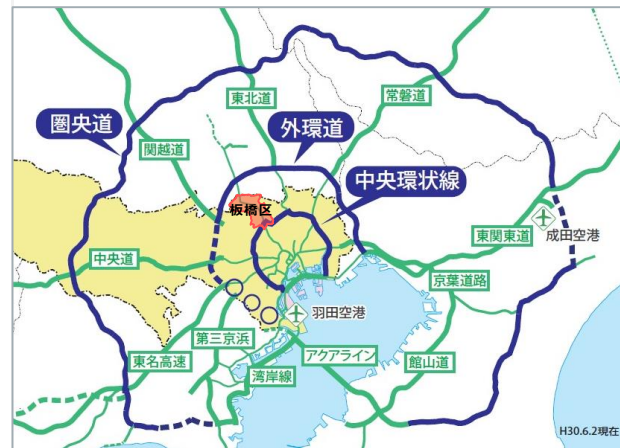 東北道
常磐道
圏央道
外環道
関越道
中央環状線
板橋区
東関東道
成田空港
中央道
京葉道路
羽田空港
第三京浜
アクアライン
東名高速
館山道
湾岸線
H30.6.2現在